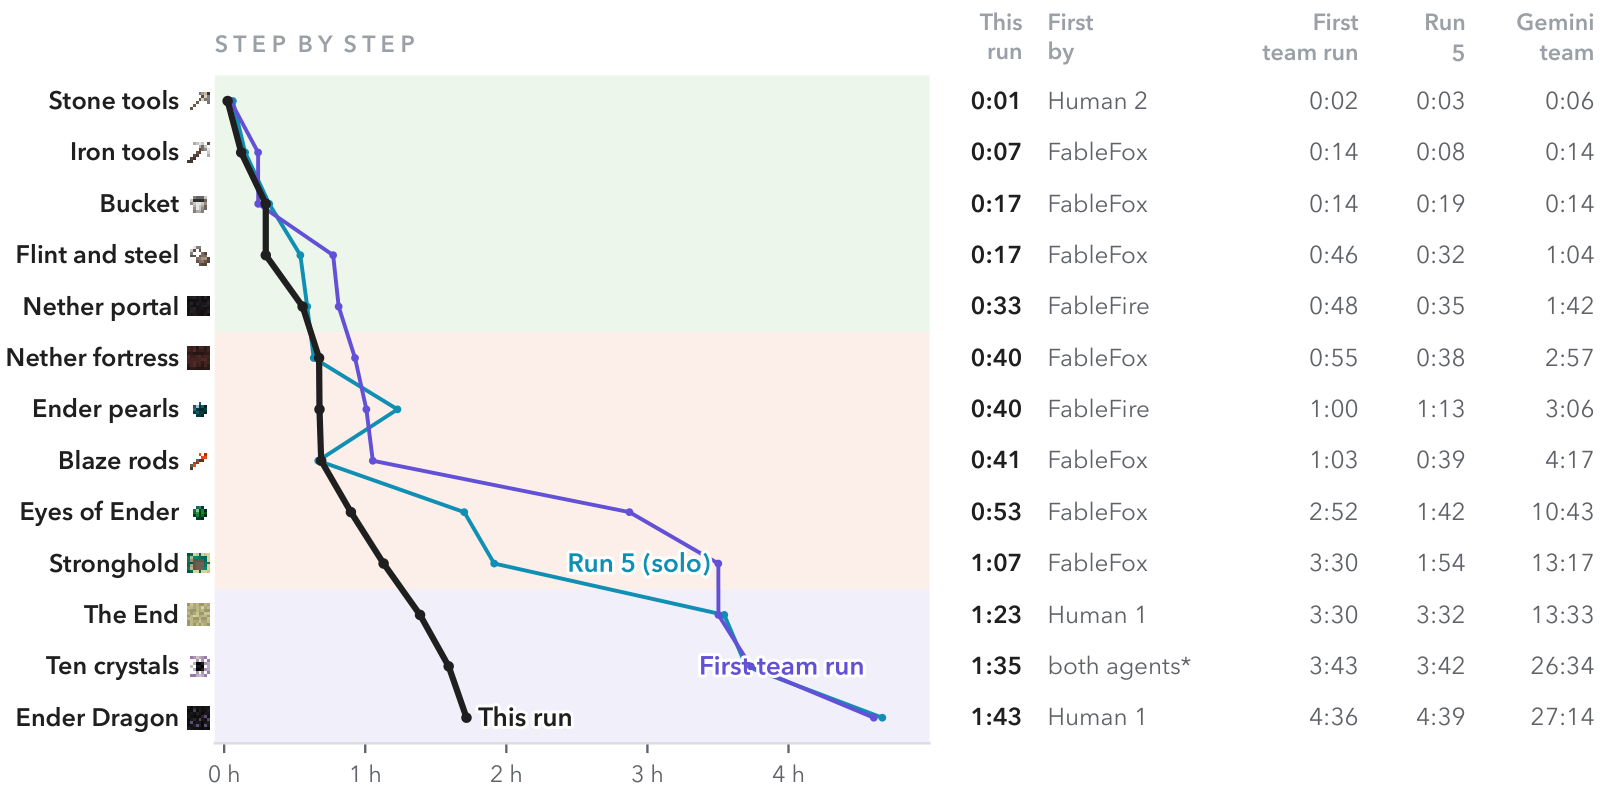 STEP BY STEP
This run
First by
First team run
Run 5
Gemini team
Stone tools 0:01 Human 2 0:02 0:03 0:06
Iron tools 0:07 FableFox 0:14 0:08 0:14
Bucket 0:17 FableFox 0:14 0:19 0:14
Flint and steel 0:17 FableFox 0:46 0:32 1:04
Nether portal 0:33 FableFire 0:48 0:35 1:42
Nether fortress 0:40 FableFox 0:55 0:38 2:57
Ender pearls 0:40 FableFire 1:00 1:13 3:06
Blaze rods 0:41 FableFox 1:03 0:39 4:17
Eyes of Ender 0:53 FableFox 2:52 1:42 10:43
Stronghold Run 5 (solo) 1:07 FableFox 3:30 1:54 13:17
The End 1:23 Human 1 3:30 3:32 13:33
Ten crystals First team run 1:35 both agents* 3:43 3:42 26:34
Ender Dragon This run 1:43 Human 1 4:36 4:39 27:14
0 h 1 h 2 h 3 h 4 h